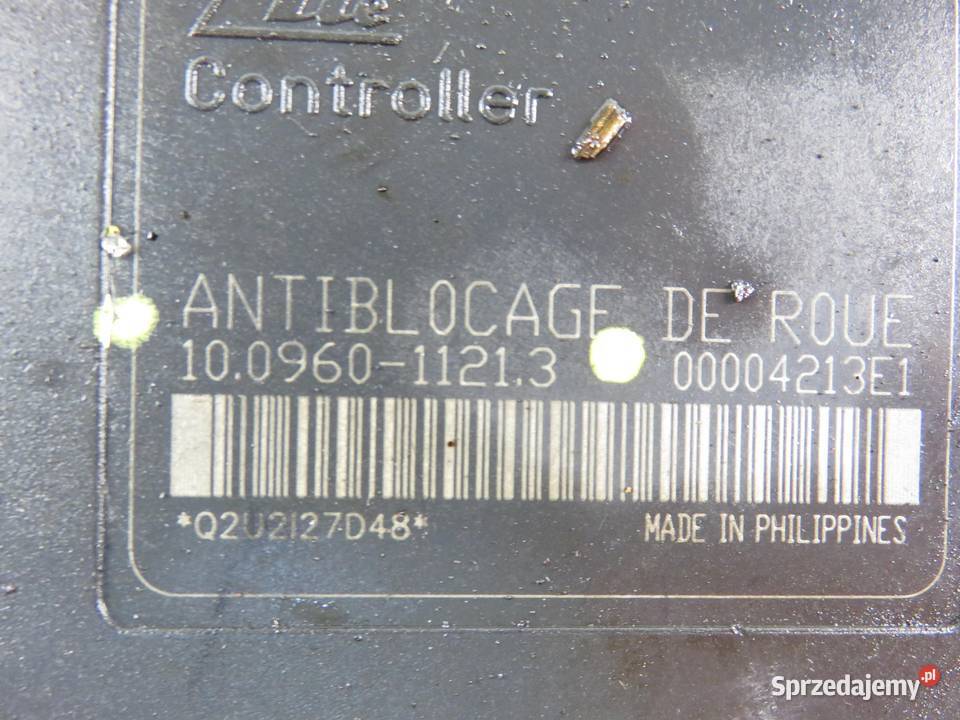 Controller
ANTIBLOCAGE DE ROUE
10.0960-1121.3 00004213E1
*Q2U2I27D48*
MADE IN PHILIPPINES
Sprzedajemy.pl